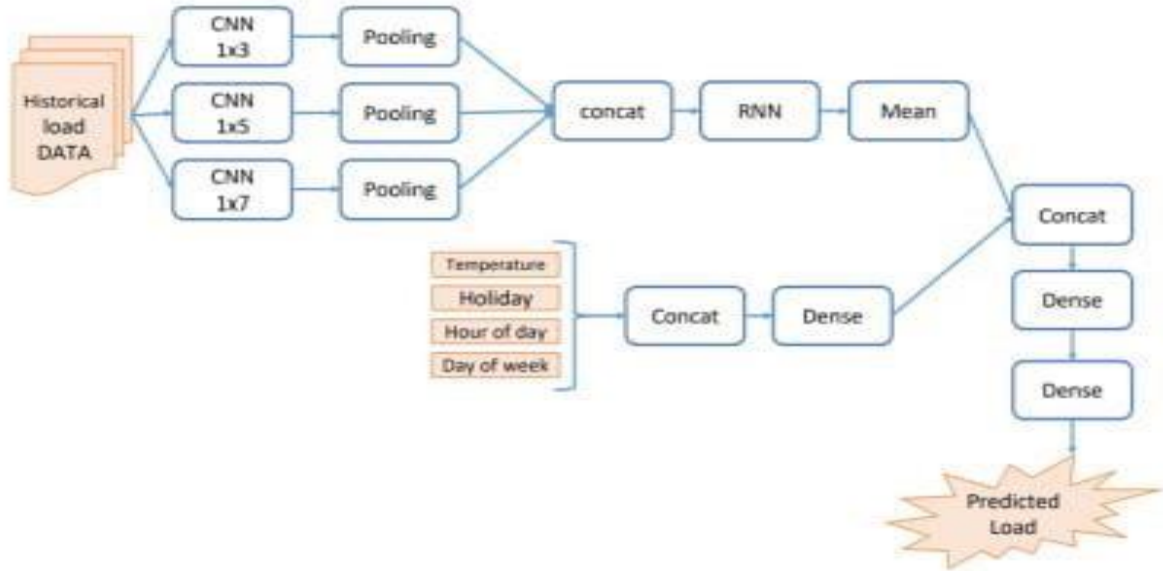 Historical
load
DATA
CNN
1x3
Pooling
CNN
1x5
Pooling
CNN
1x7
Pooling
concat
RNN
Mean
Temperature
Holiday
Hour of day
Day of week
Concat
Dense
Concat
Dense
Dense
Predicted
Load